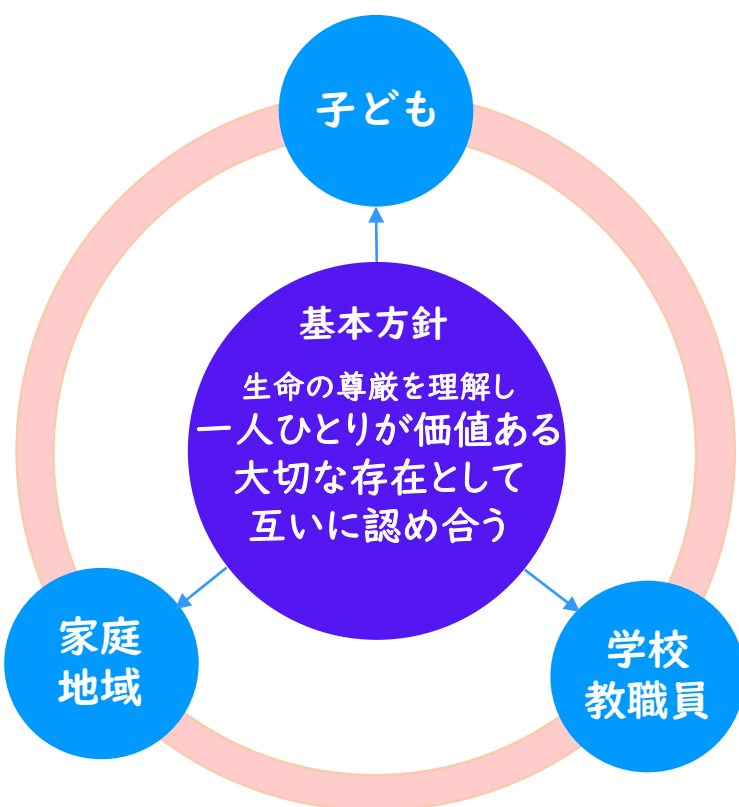 子ども
基本方針
生命の尊厳を理解し
一人ひとりが価値ある
大切な存在として
互いに認め合う
家庭
地域
学校
教職員